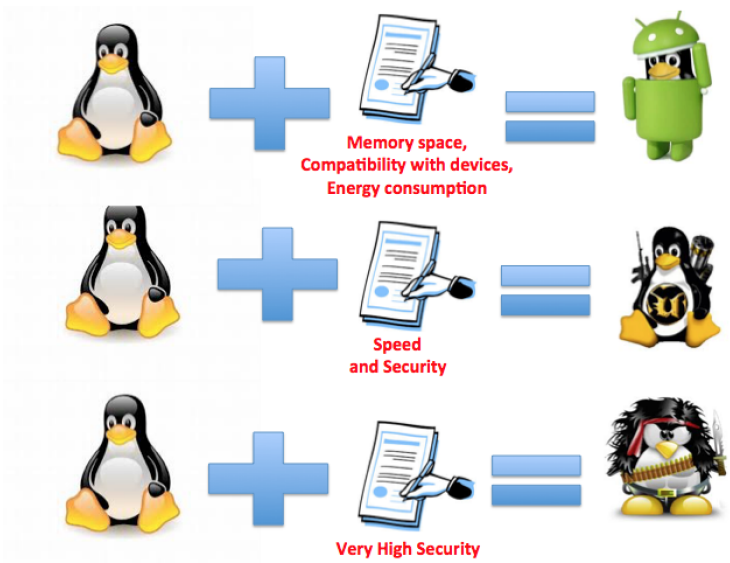 Memory space,
Compatibility with devices,
Energy consumption
Speed
and Security
Very High Security